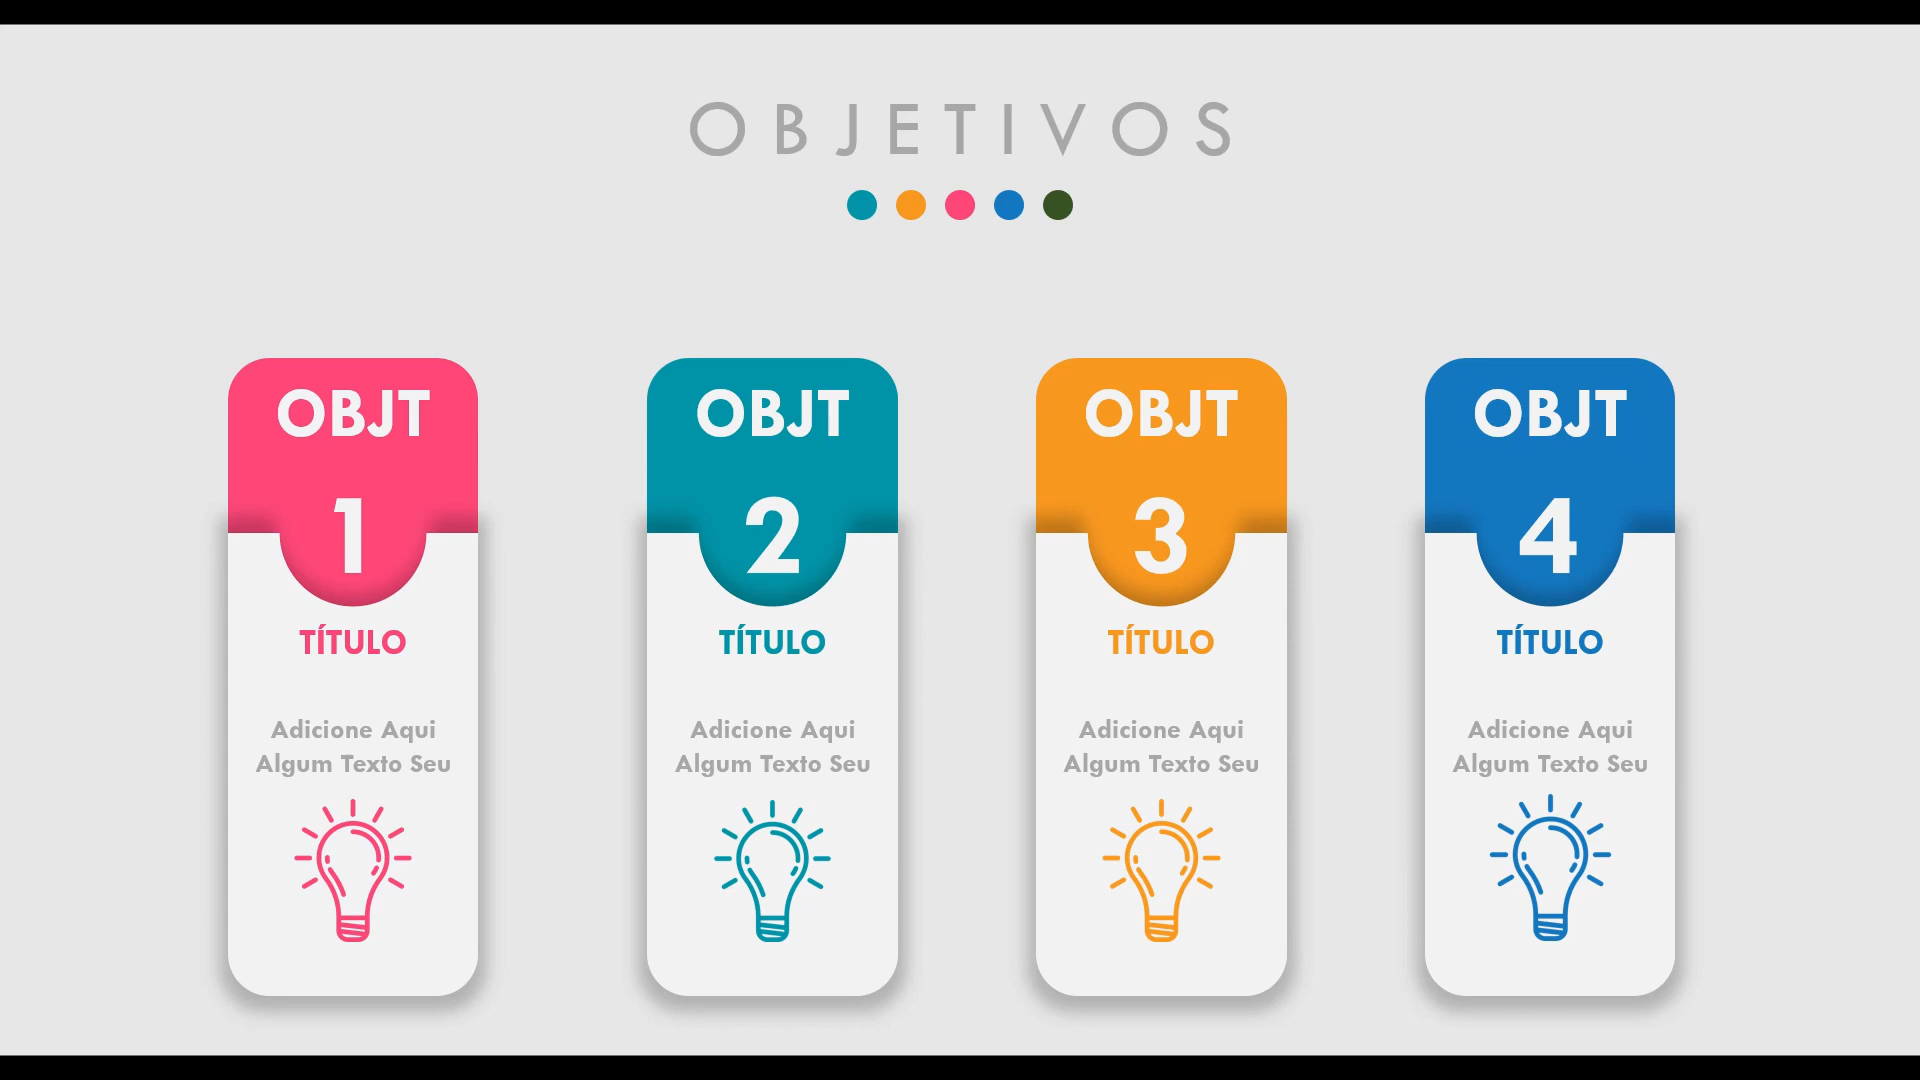 OBJETIVOS
OBJT
1
TÍTULO
Adicione Aqui
Algum Texto Seu
OBJT
2
TÍTULO
Adicione Aqui
Algum Texto Seu
OBJT
3
TÍTULO
Adicione Aqui
Algum Texto Seu
OBJT
4
TÍTULO
Adicione Aqui
Algum Texto Seu